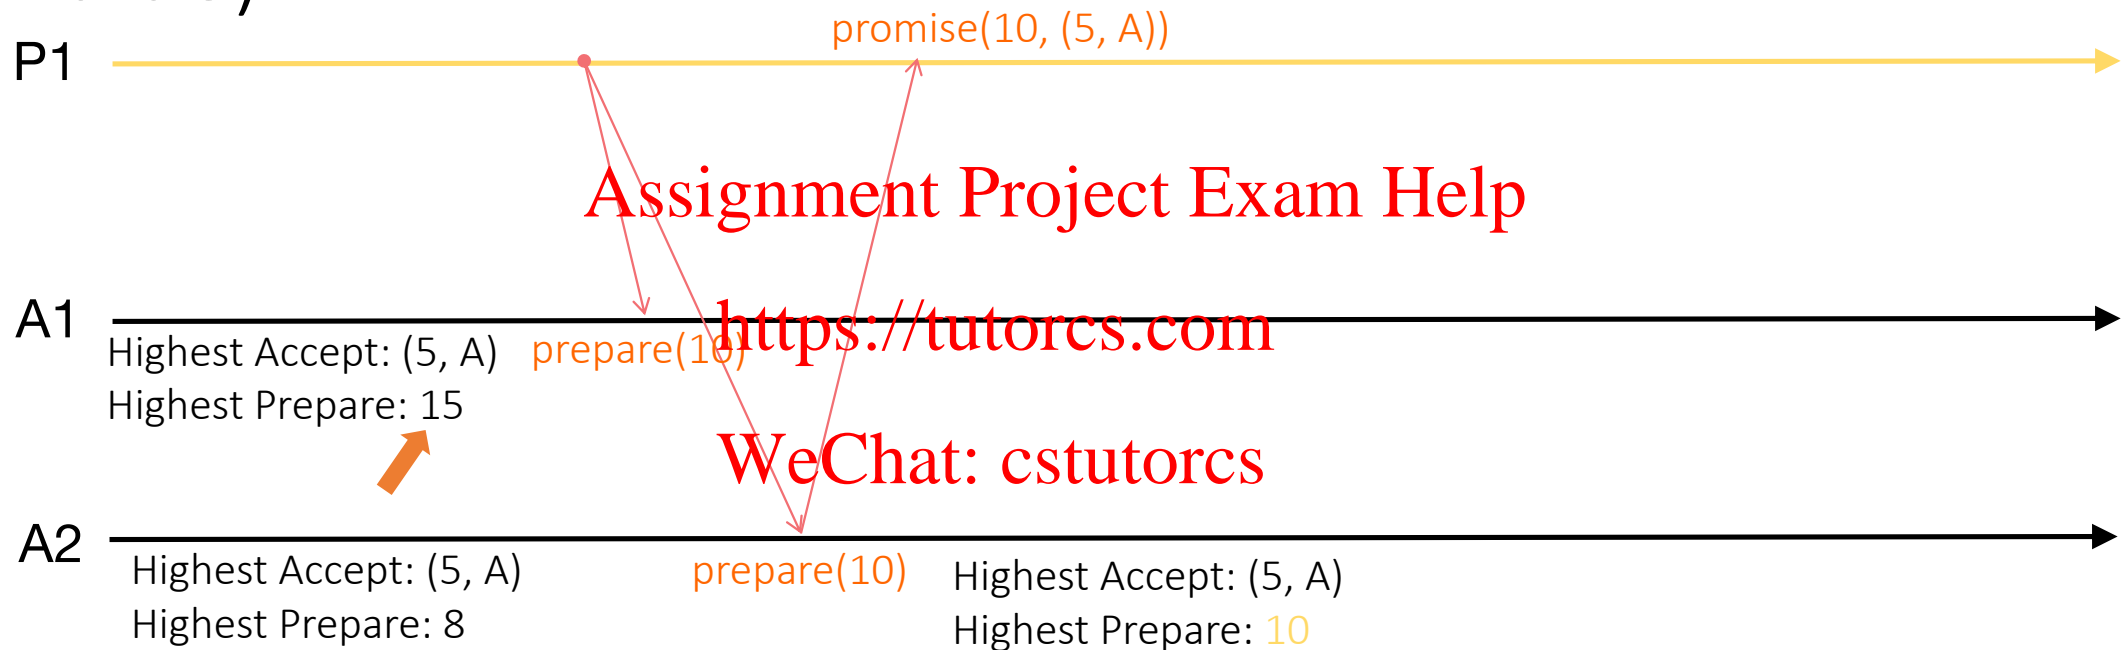 promise(10, (5, A))
P1
Assignment Project Exam Help
A1
https://tutorcs.com
Highest Accept: (5, A)
prepare(10)
Highest Prepare: 15
WeChat: cstutorcs
A2
Highest Accept: (5, A)
prepare(10)
Highest Accept: (5, A)
Highest Prepare: 8
Highest Prepare: 10